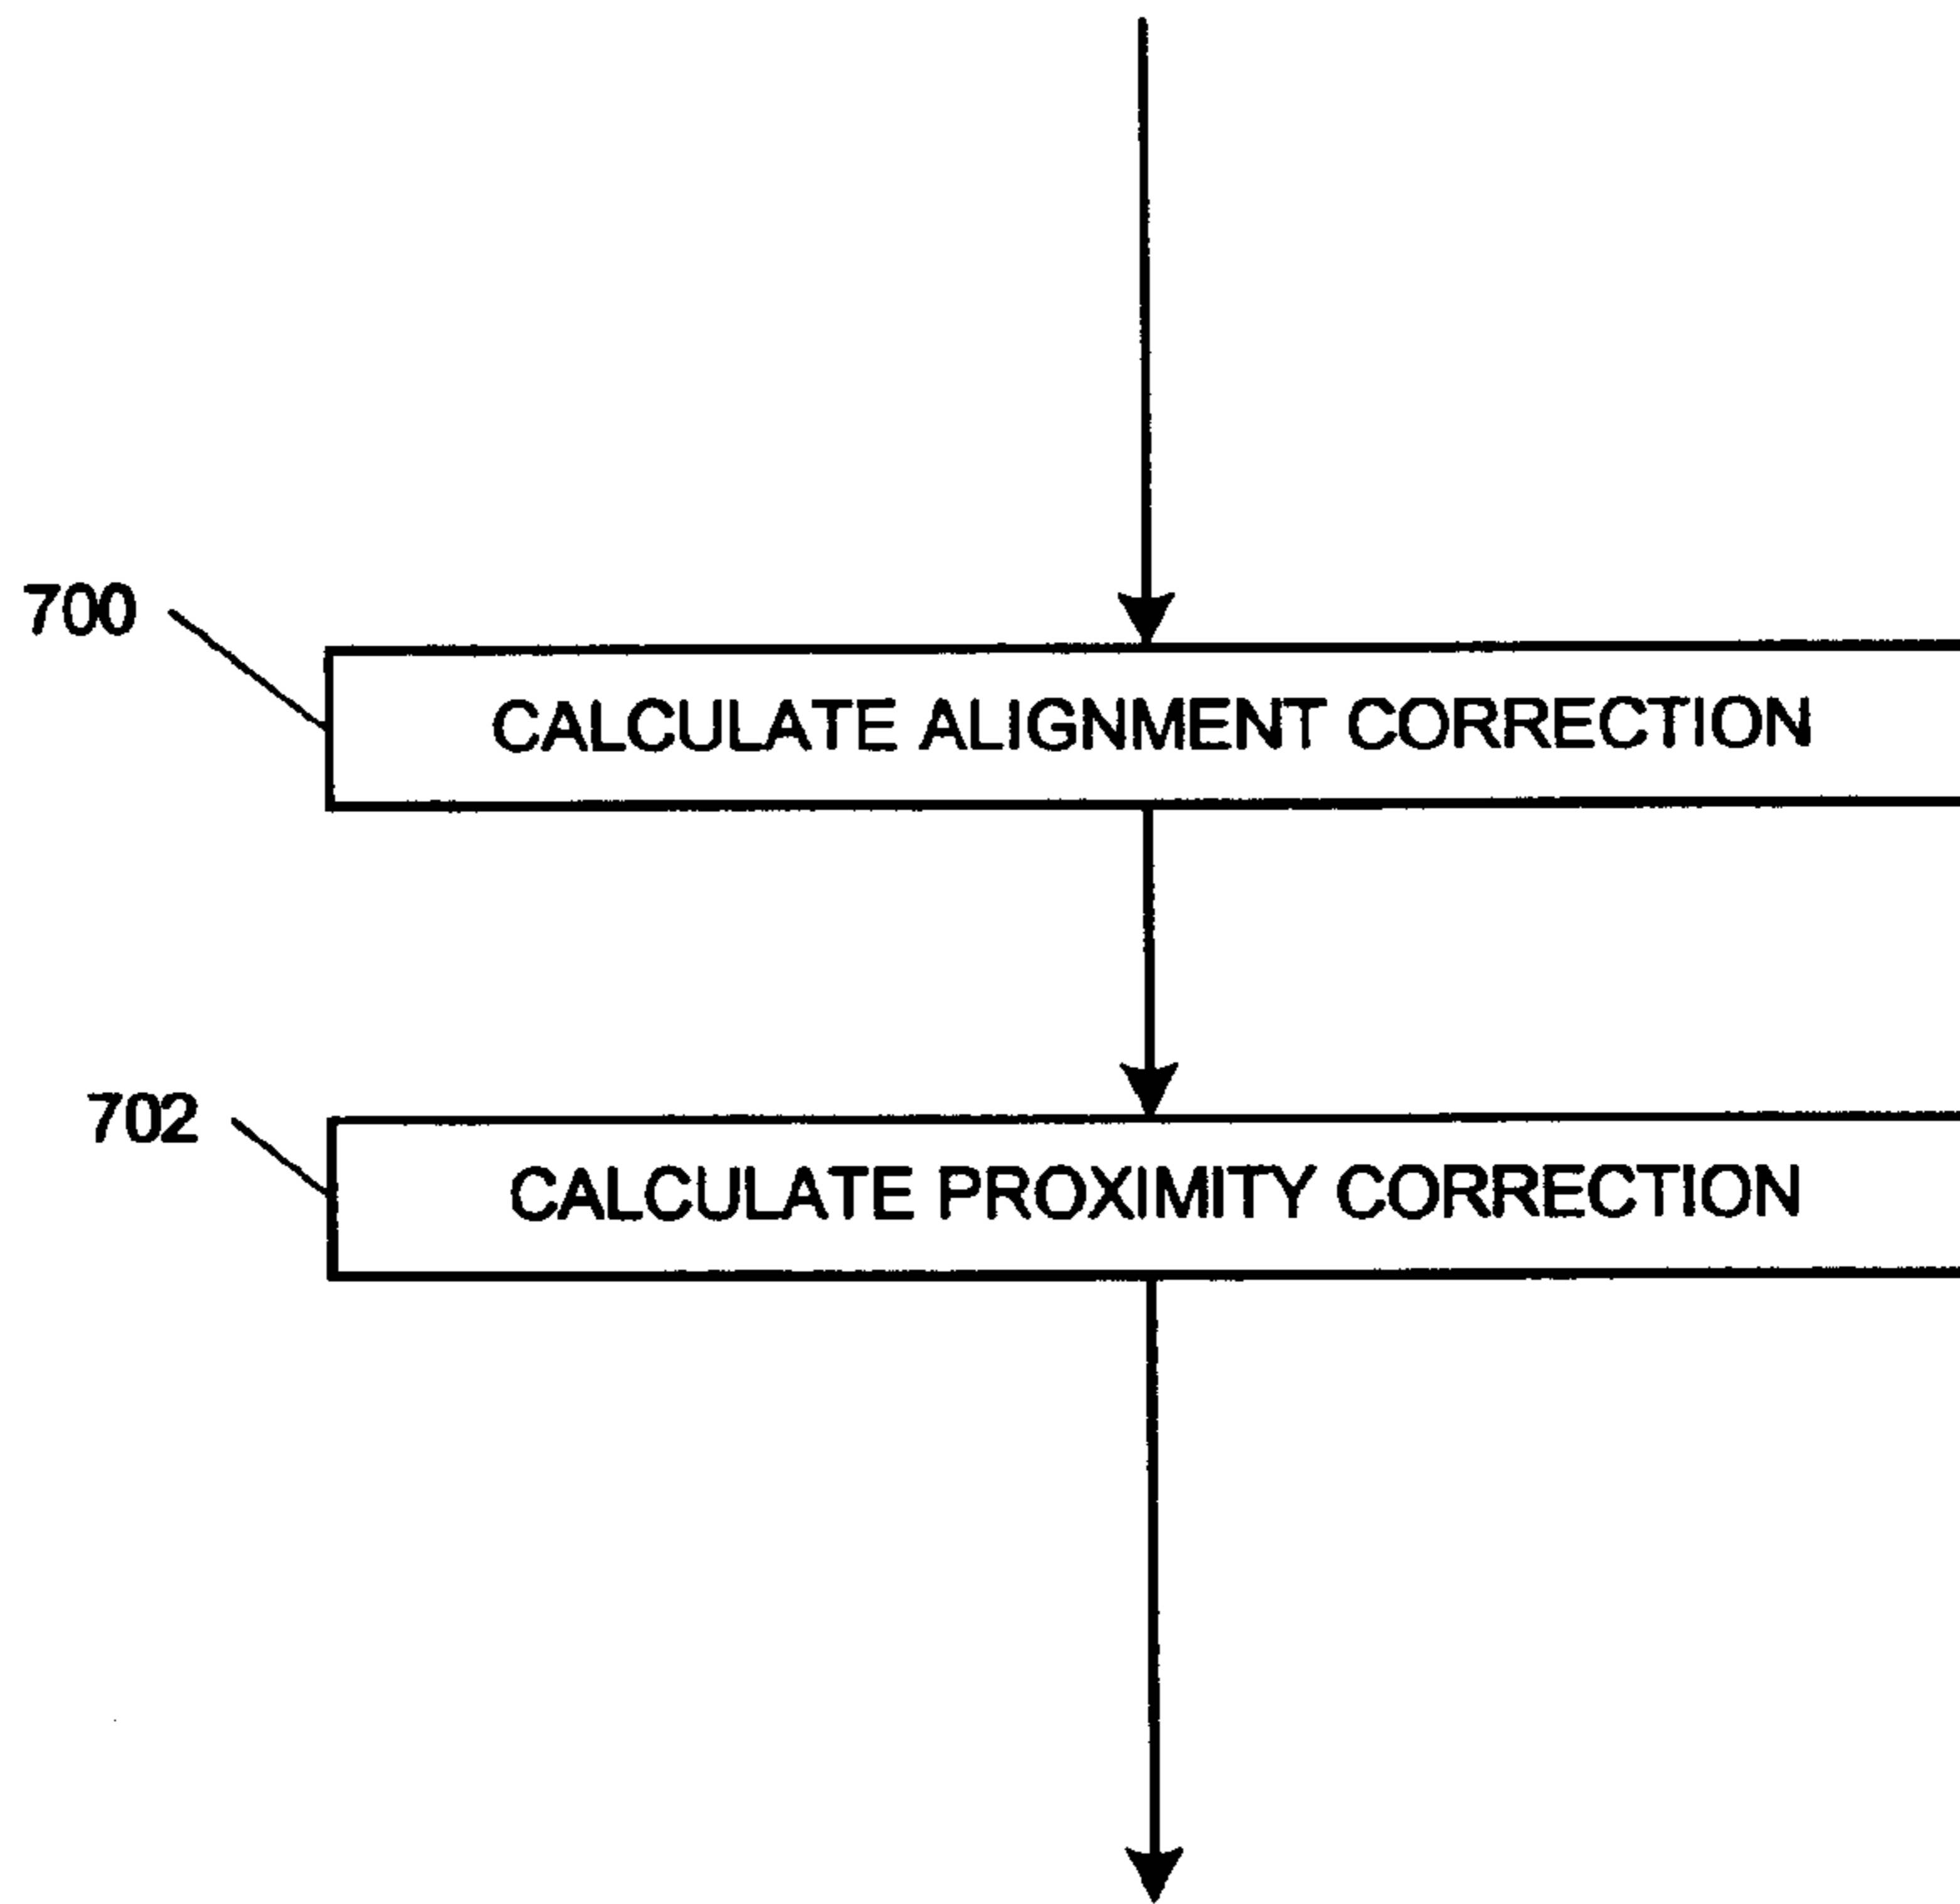 700
CALCULATE ALIGNMENT CORRECTION
702
CALCULATE PROXIMITY CORRECTION